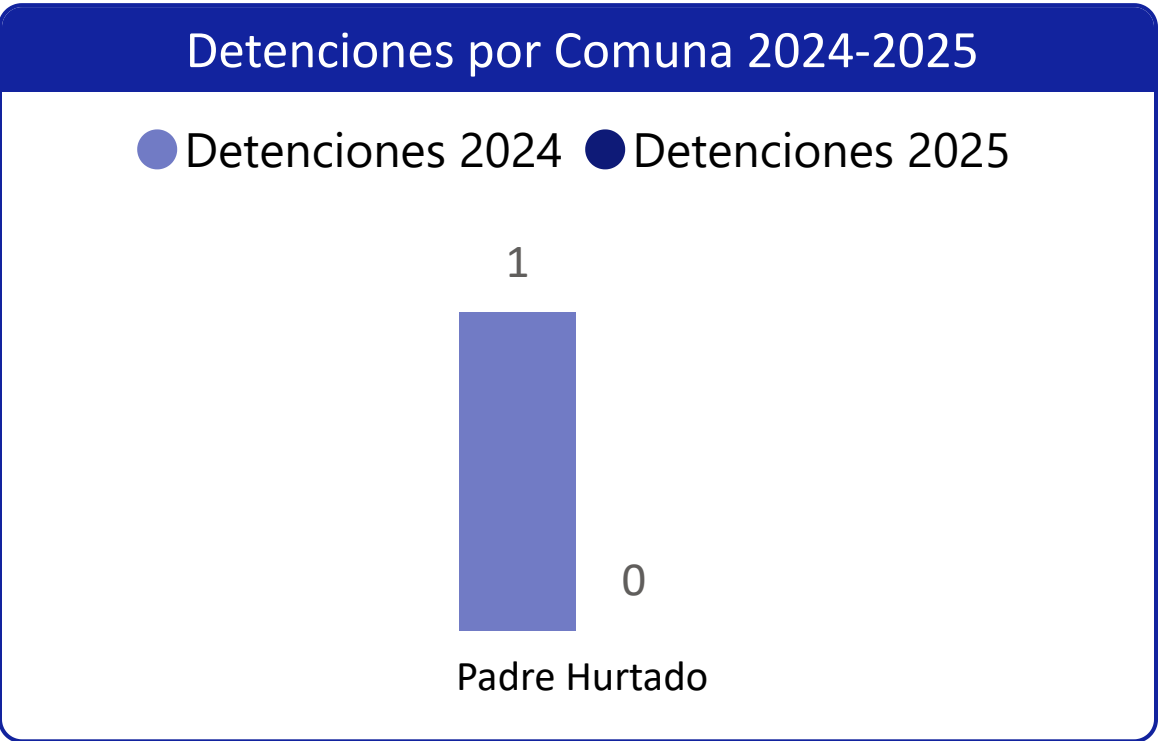 Detenciones por Comuna 2024-2025
Detenciones 2024 Detenciones 2025
1
0
Padre Hurtado